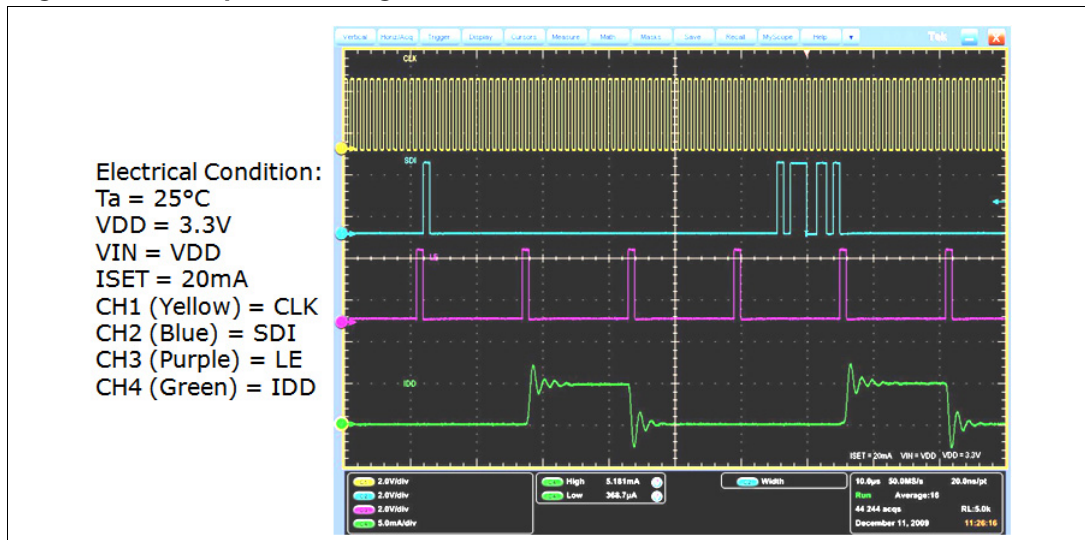 Electrical Condition:
Ta = 25°C
VDD = 3.3V
VIN = VDD
ISET = 20mA
CH1 (Yellow) = CLK
CH2 (Blue) = SDI
CH3 (Purple) = LE
CH4 (Green) = IDD
Vertical Horiz/Acq Trigger Display Cursors Measure Math Masks Save Recall MyScope Help Tek
CLK
SDI
LE
IDD
ISET = 20mA VIN = VDD VDD = 3.3V
2.0V/div
2.0V/div
2.0V/div
5.0mA/div
High 5.181mA
Low 368.7µA
Width
10.0µs 50.0MS/s 20.0ns/pt
Run Average:16
44 244 acqs RL:5.0k
December 11, 2009 11:26:16